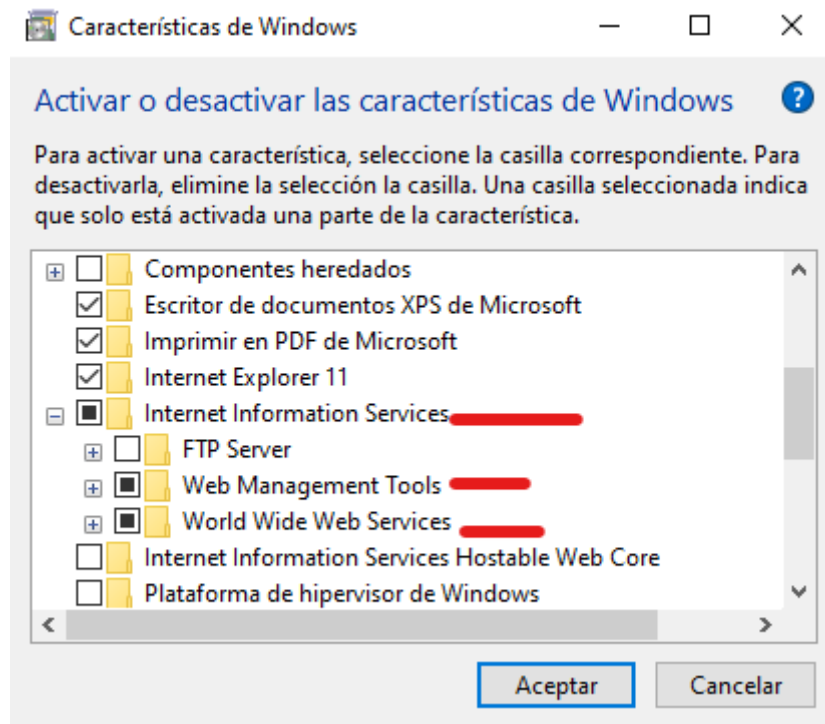 Características de Windows
Activar o desactivar las características de Windows
?
Para activar una característica, seleccione la casilla correspondiente. Para
desactivarla, elimine la selección la casilla. Una casilla seleccionada indica
que solo está activada una parte de la característica.
Componentes heredados
Escritor de documentos XPS de Microsoft
Imprimir en PDF de Microsoft
Internet Explorer 11
Internet Information Services
FTP Server
Web Management Tools
World Wide Web Services
Internet Information Services Hostable Web Core
Plataforma de hipervisor de Windows
Aceptar Cancelar